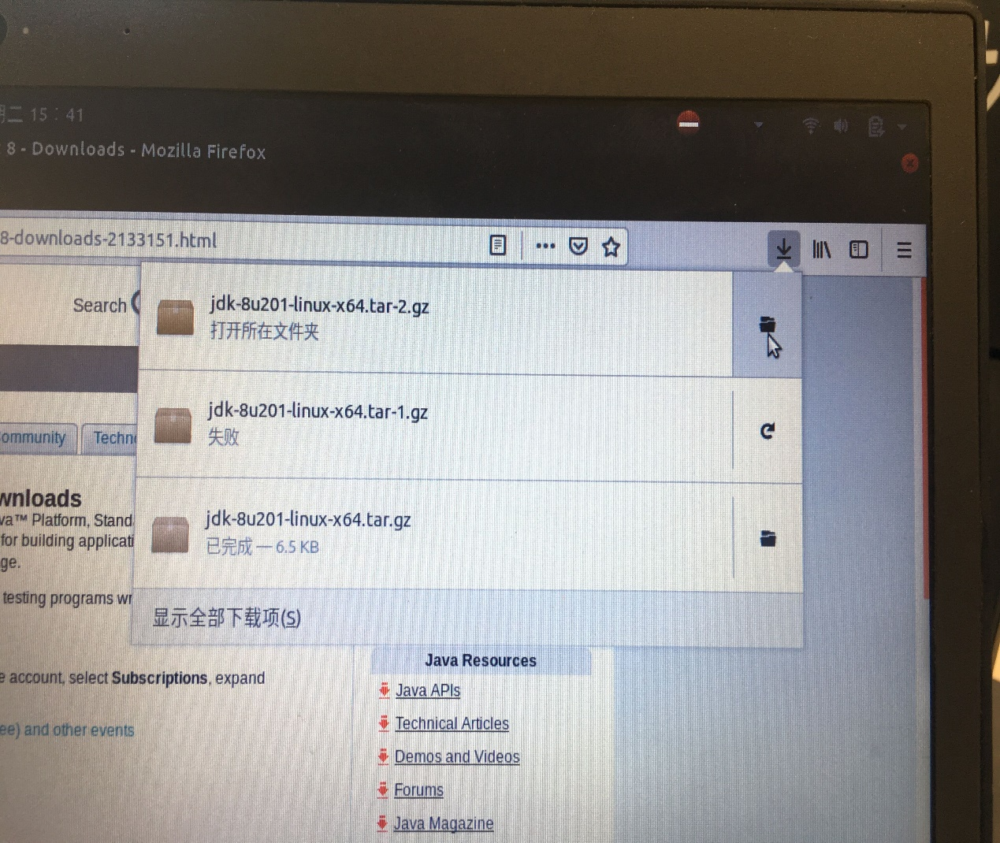 15：41
8 - Downloads - Mozilla Firefox
8-downloads-2133151.html
Search
jdk-8u201-linux-x64.tar-2.gz
打开所在文件夹
jdk-8u201-linux-x64.tar-1.gz
失败
ommunity
Techn
jdk-8u201-linux-x64.tar.gz
已完成 — 6.5 KB
wnloads
va™ Platform, Stand
for building applicati
ge.
testing programs wr
显示全部下载项(S)
Java Resources
e account, select Subscriptions, expand
Java APIs
Technical Articles
ee) and other events
Demos and Videos
Forums
Java Magazine